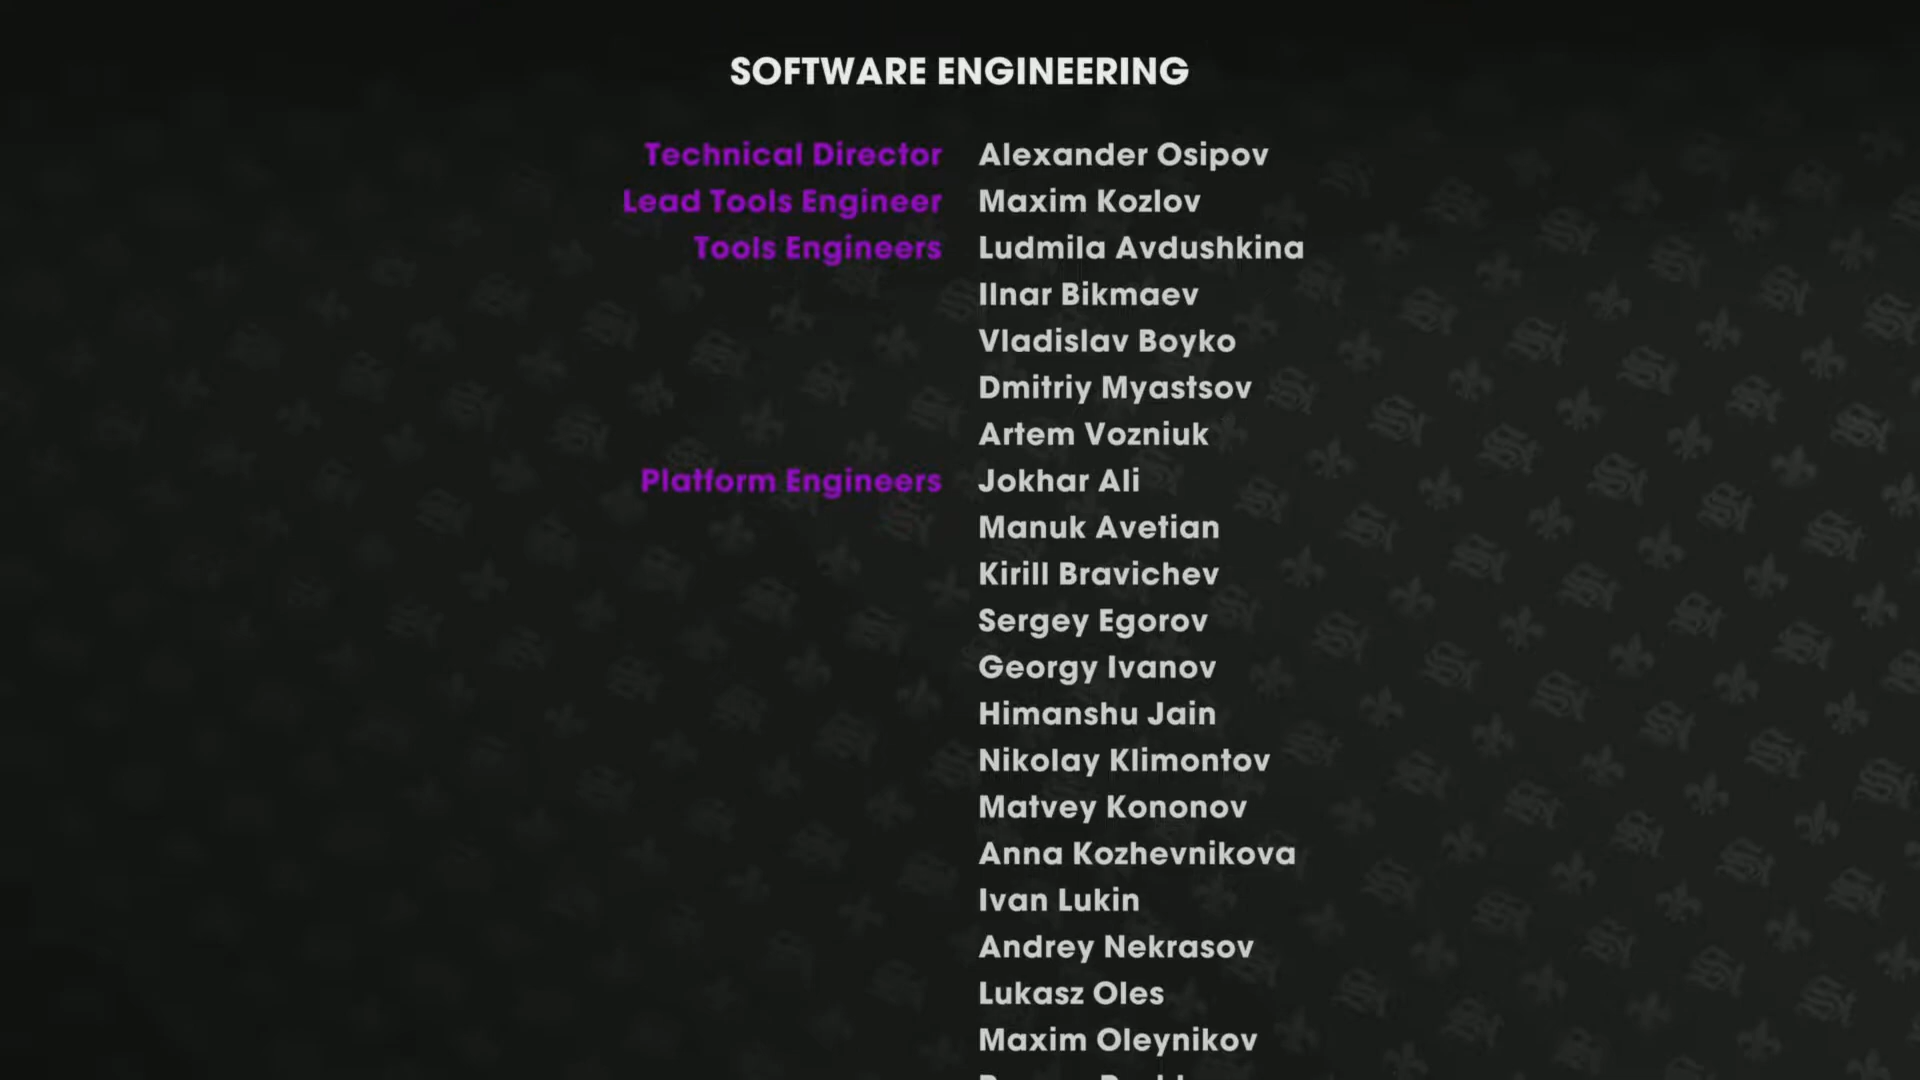 SOFTWARE ENGINEERING
Technical Director Alexander Osipov
Lead Tools Engineer Maxim Kozlov
Tools Engineers Ludmila Avdushkina
Ilnar Bikmaev
Vladislav Boyko
Dmitriy Myastsov
Artem Vozniuk
Platform Engineers Jokhar Ali
Manuk Avetian
Kirill Bravichev
Sergey Egorov
Georgy Ivanov
Himanshu Jain
Nikolay Klimontov
Matvey Kononov
Anna Kozhevnikova
Ivan Lukin
Andrey Nekrasov
Lukasz Oles
Maxim Oleynikov